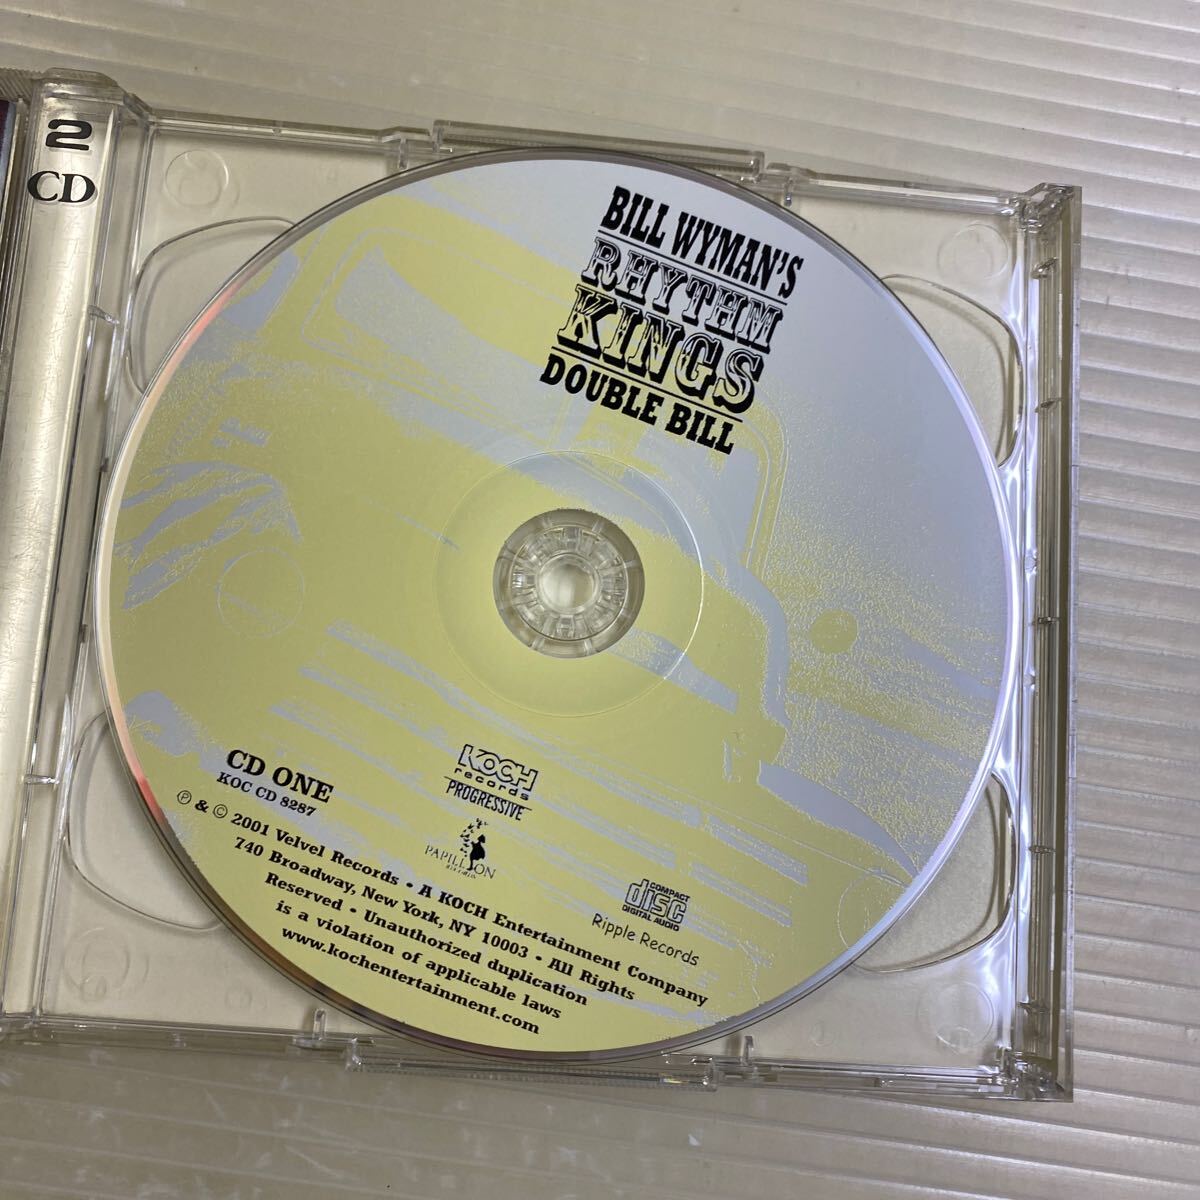 2
CD
BILL WYMAN'S
RHYTHM
KINGS
DOUBLE BILL
CD ONE
KOC CD 8287
KOCH
records
PROGRESSIVE
PAPILLON
RECORDS
COMPACT
disc
DIGITAL AUDIO
Ripple Records
℗ & © 2001 Velvel Records • A KOCH Entertainment Company
740 Broadway, New York, NY 10003 • All Rights
Reserved • Unauthorized duplication
is a violation of applicable laws
www.kochentertainment.com